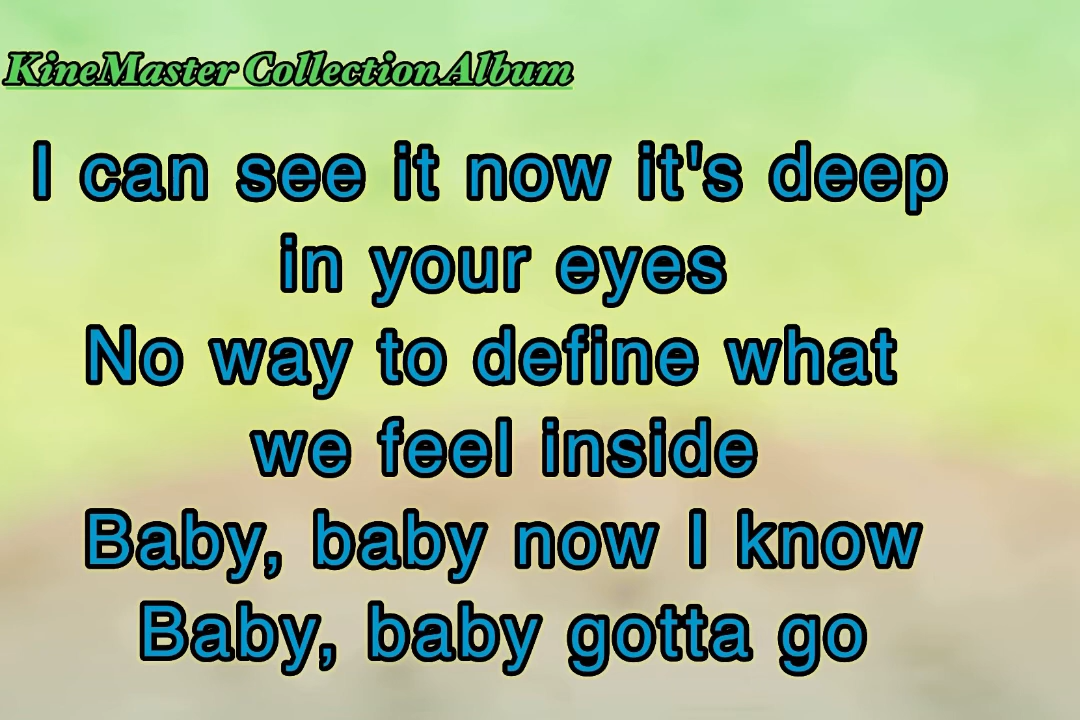 KineMaster Collection Album
I can see it now it's deep
in your eyes
No way to define what
we feel inside
Baby, baby now I know
Baby, baby gotta go